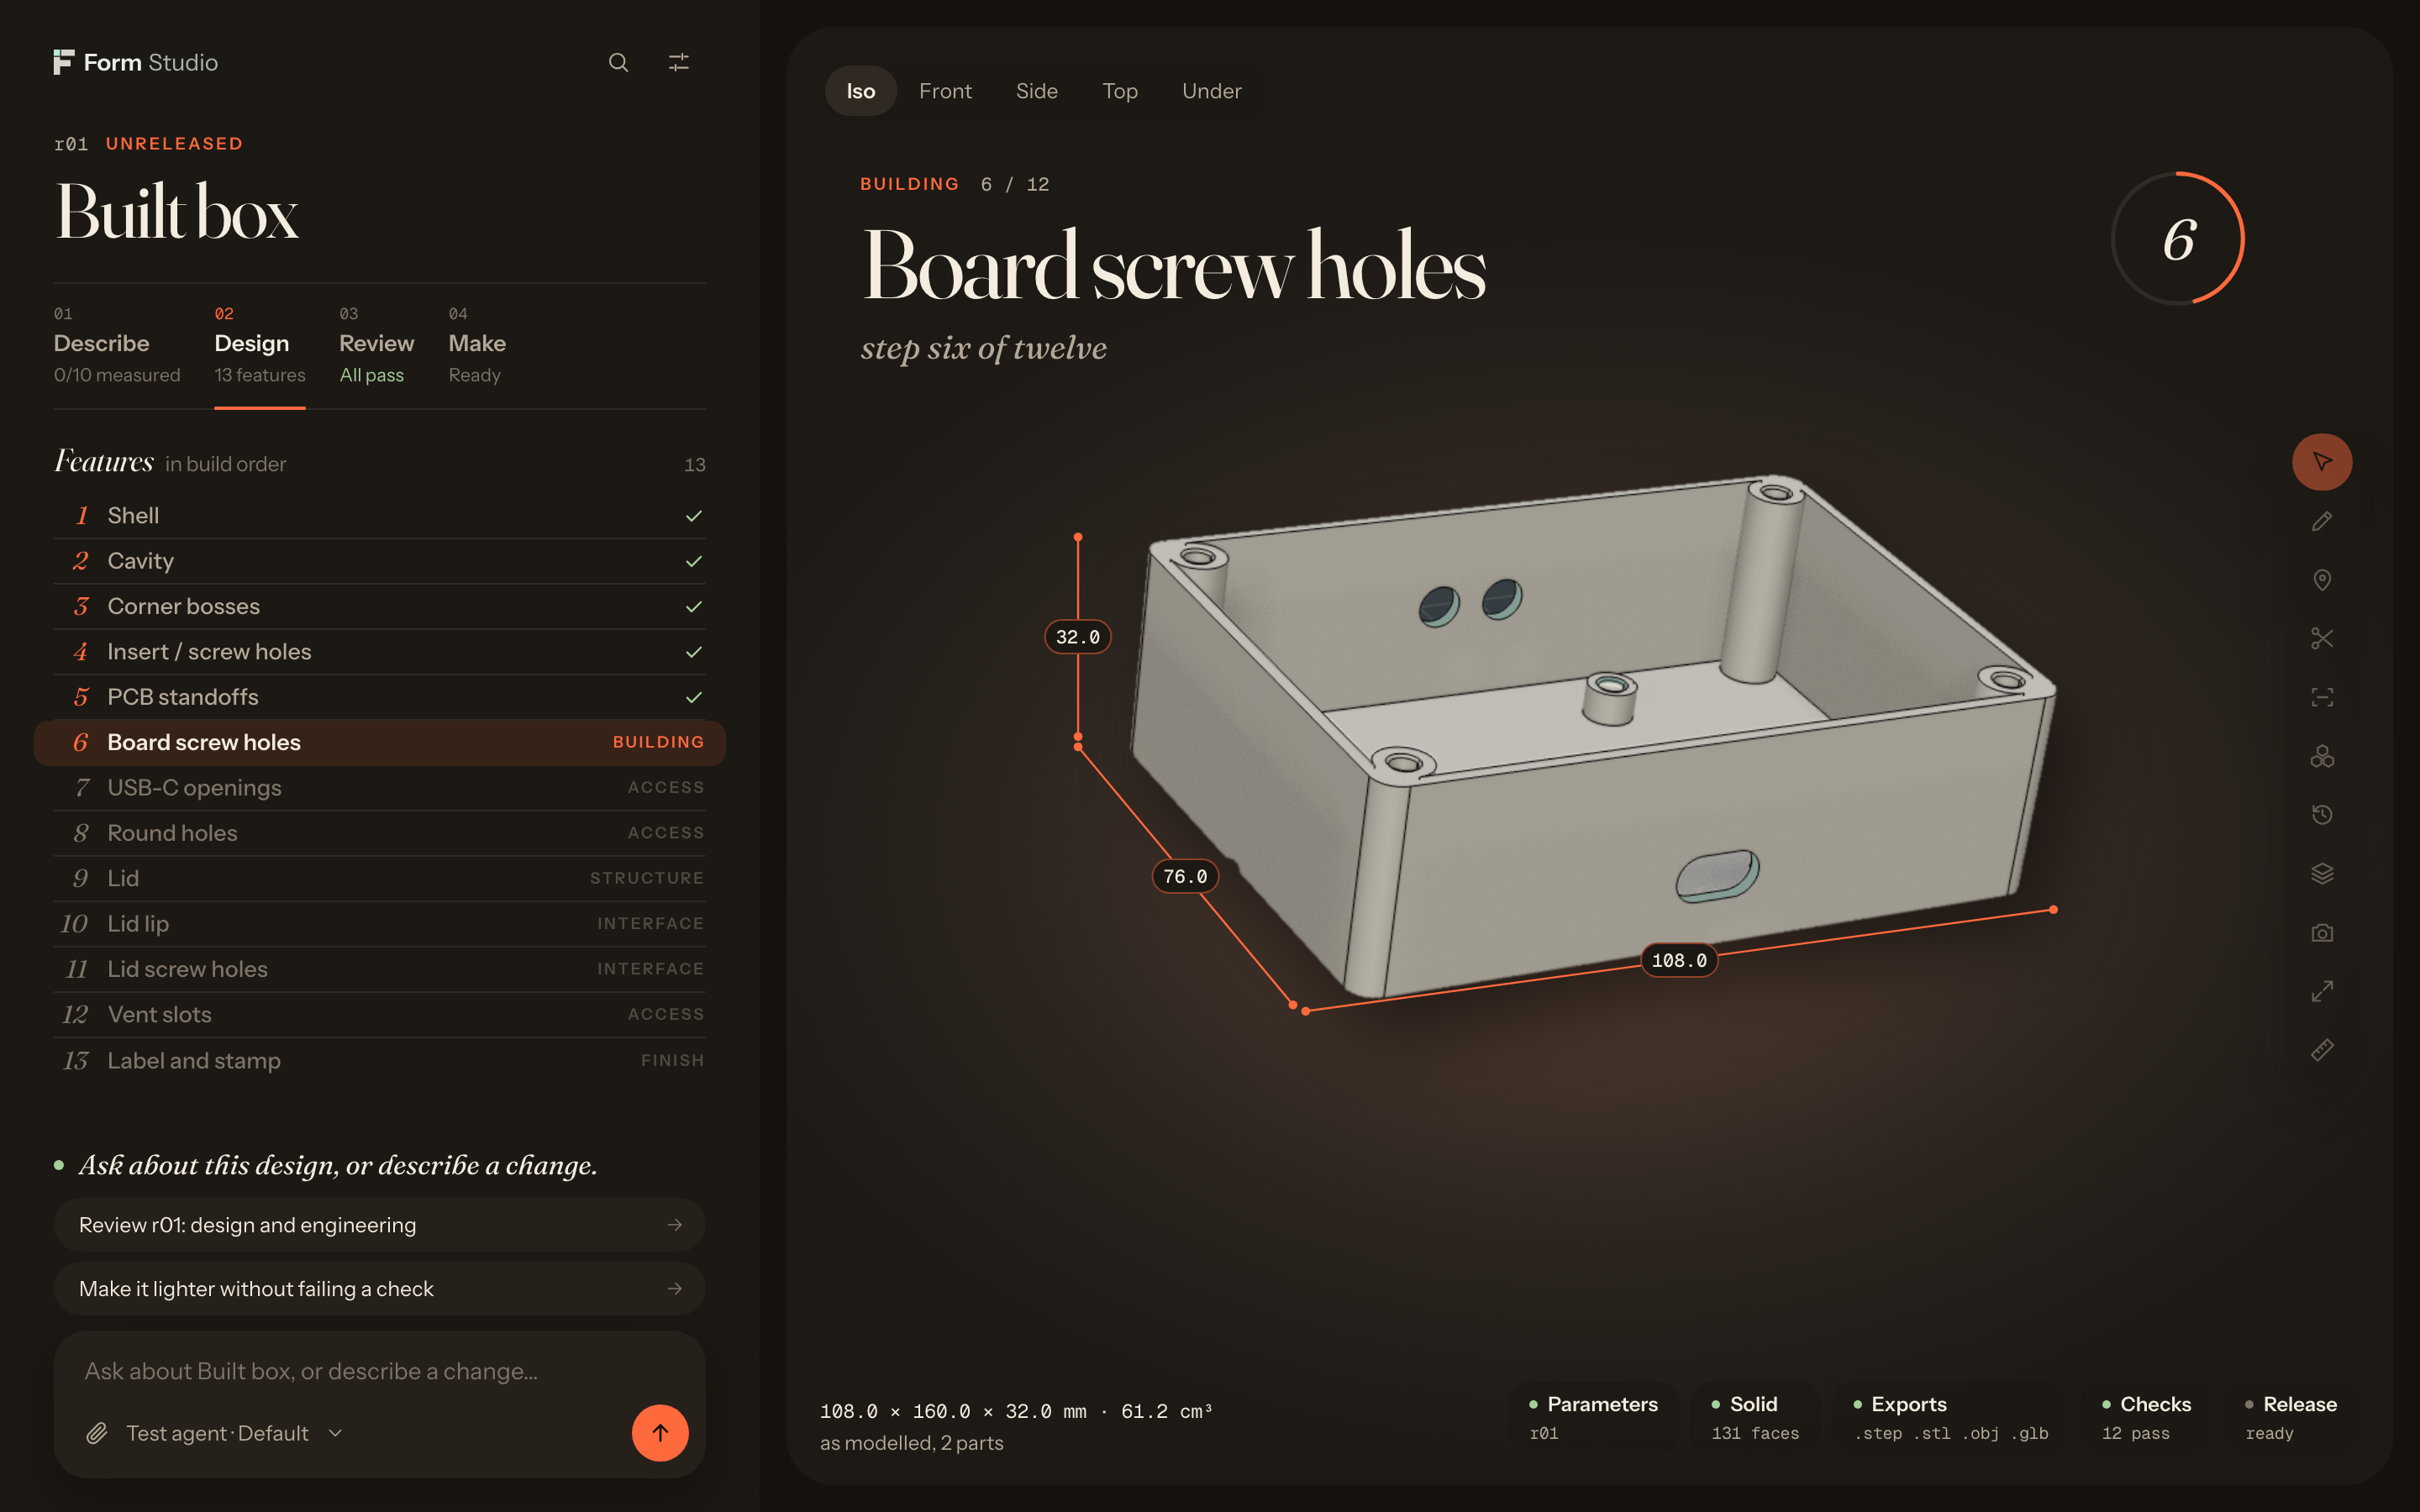 Form Studio
r01 UNRELEASED
Built box
01 02 03 04
Describe Design Review Make
0/10 measured 13 features All pass Ready
Features in build order 13
1 Shell
2 Cavity
3 Corner bosses
4 Insert / screw holes
5 PCB standoffs
6 Board screw holes BUILDING
7 USB-C openings ACCESS
8 Round holes ACCESS
9 Lid STRUCTURE
10 Lid lip INTERFACE
11 Lid screw holes INTERFACE
12 Vent slots ACCESS
13 Label and stamp FINISH
Ask about this design, or describe a change.
Review r01: design and engineering
Make it lighter without failing a check
Ask about Built box, or describe a change...
Test agent · Default
Iso Front Side Top Under
BUILDING 6 / 12
Board screw holes
step six of twelve
6
32.0
76.0
108.0
108.0 × 160.0 × 32.0 mm · 61.2 cm³
as modelled, 2 parts
Parameters Solid Exports Checks Release
r01 131 faces .step .stl .obj .glb 12 pass ready